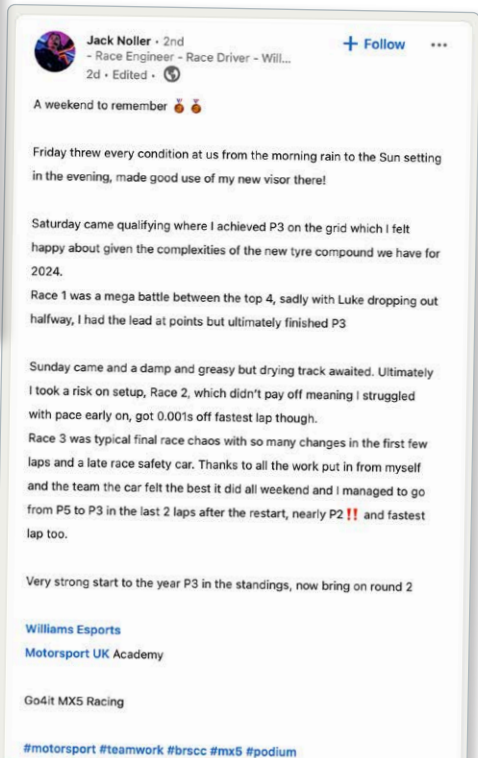 Jack Noller · 2nd
+ Follow ...
- Race Engineer - Race Driver - Will...
2d · Edited ·
A weekend to remember 🏅 🏅
Friday threw every condition at us from the morning rain to the Sun setting
in the evening, made good use of my new visor there!
Saturday came qualifying where I achieved P3 on the grid which I felt
happy about given the complexities of the new tyre compound we have for
2024.
Race 1 was a mega battle between the top 4, sadly with Luke dropping out
halfway, I had the lead at points but ultimately finished P3
Sunday came and a damp and greasy but drying track awaited. Ultimately
I took a risk on setup, Race 2, which didn't pay off meaning I struggled
with pace early on, got 0.001s off fastest lap though.
Race 3 was typical final race chaos with so many changes in the first few
laps and a late race safety car. Thanks to all the work put in from myself
and the team the car felt the best it did all weekend and I managed to go
from P5 to P3 in the last 2 laps after the restart, nearly P2 ‼️ and fastest
lap too.
Very strong start to the year P3 in the standings, now bring on round 2
Williams Esports
Motorsport UK Academy
Go4it MX5 Racing
#motorsport #teamwork #brscc #mx5 #podium